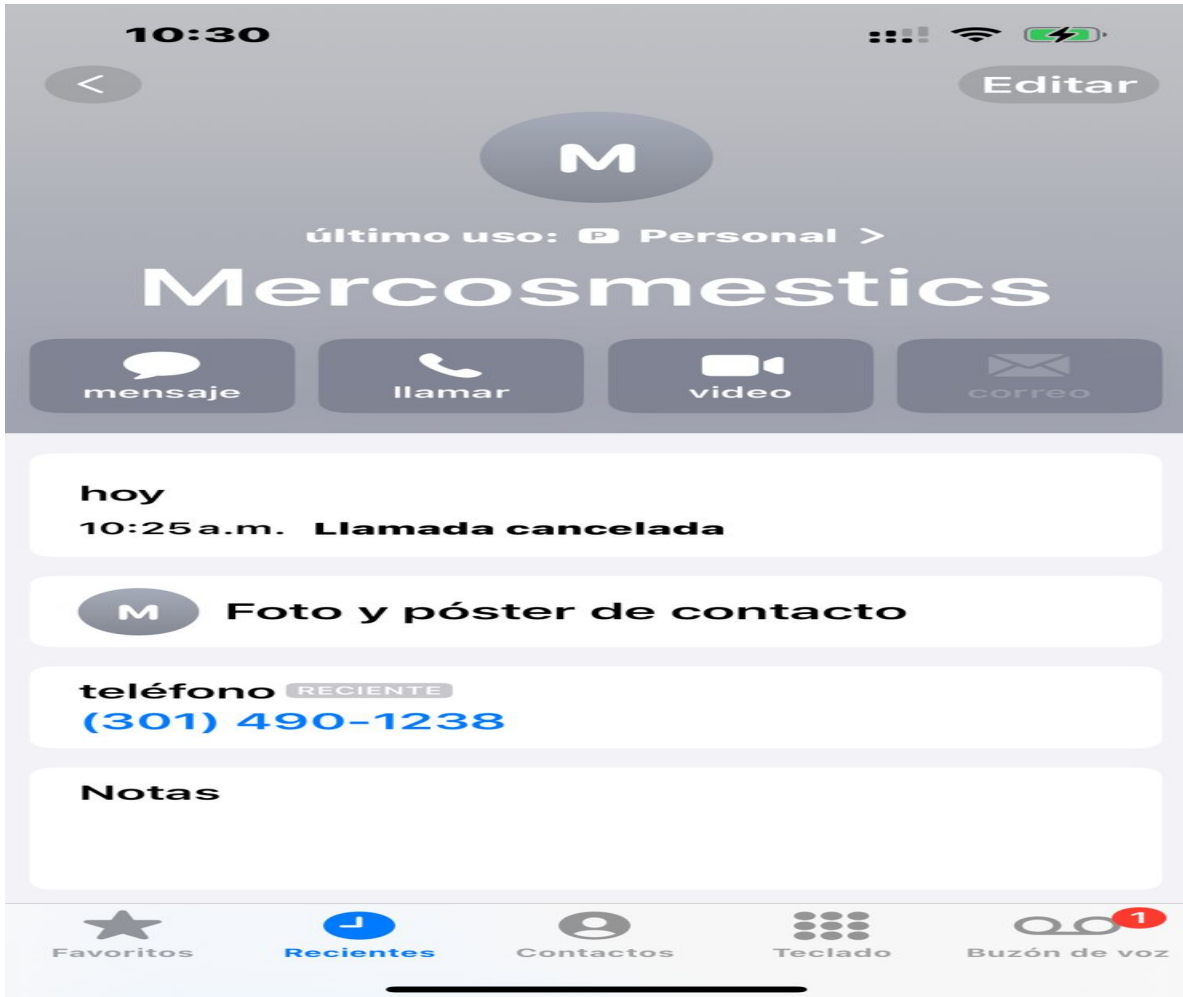 10:30
< Editar
M
último uso: P Personal >
Mercosmestics
mensaje llamar video correo
hoy
10:25 a.m. Llamada cancelada
M Foto y póster de contacto
teléfono RECIENTE
(301) 490-1238
Notas
1
Favoritos Recientes Contactos Teclado Buzón de voz